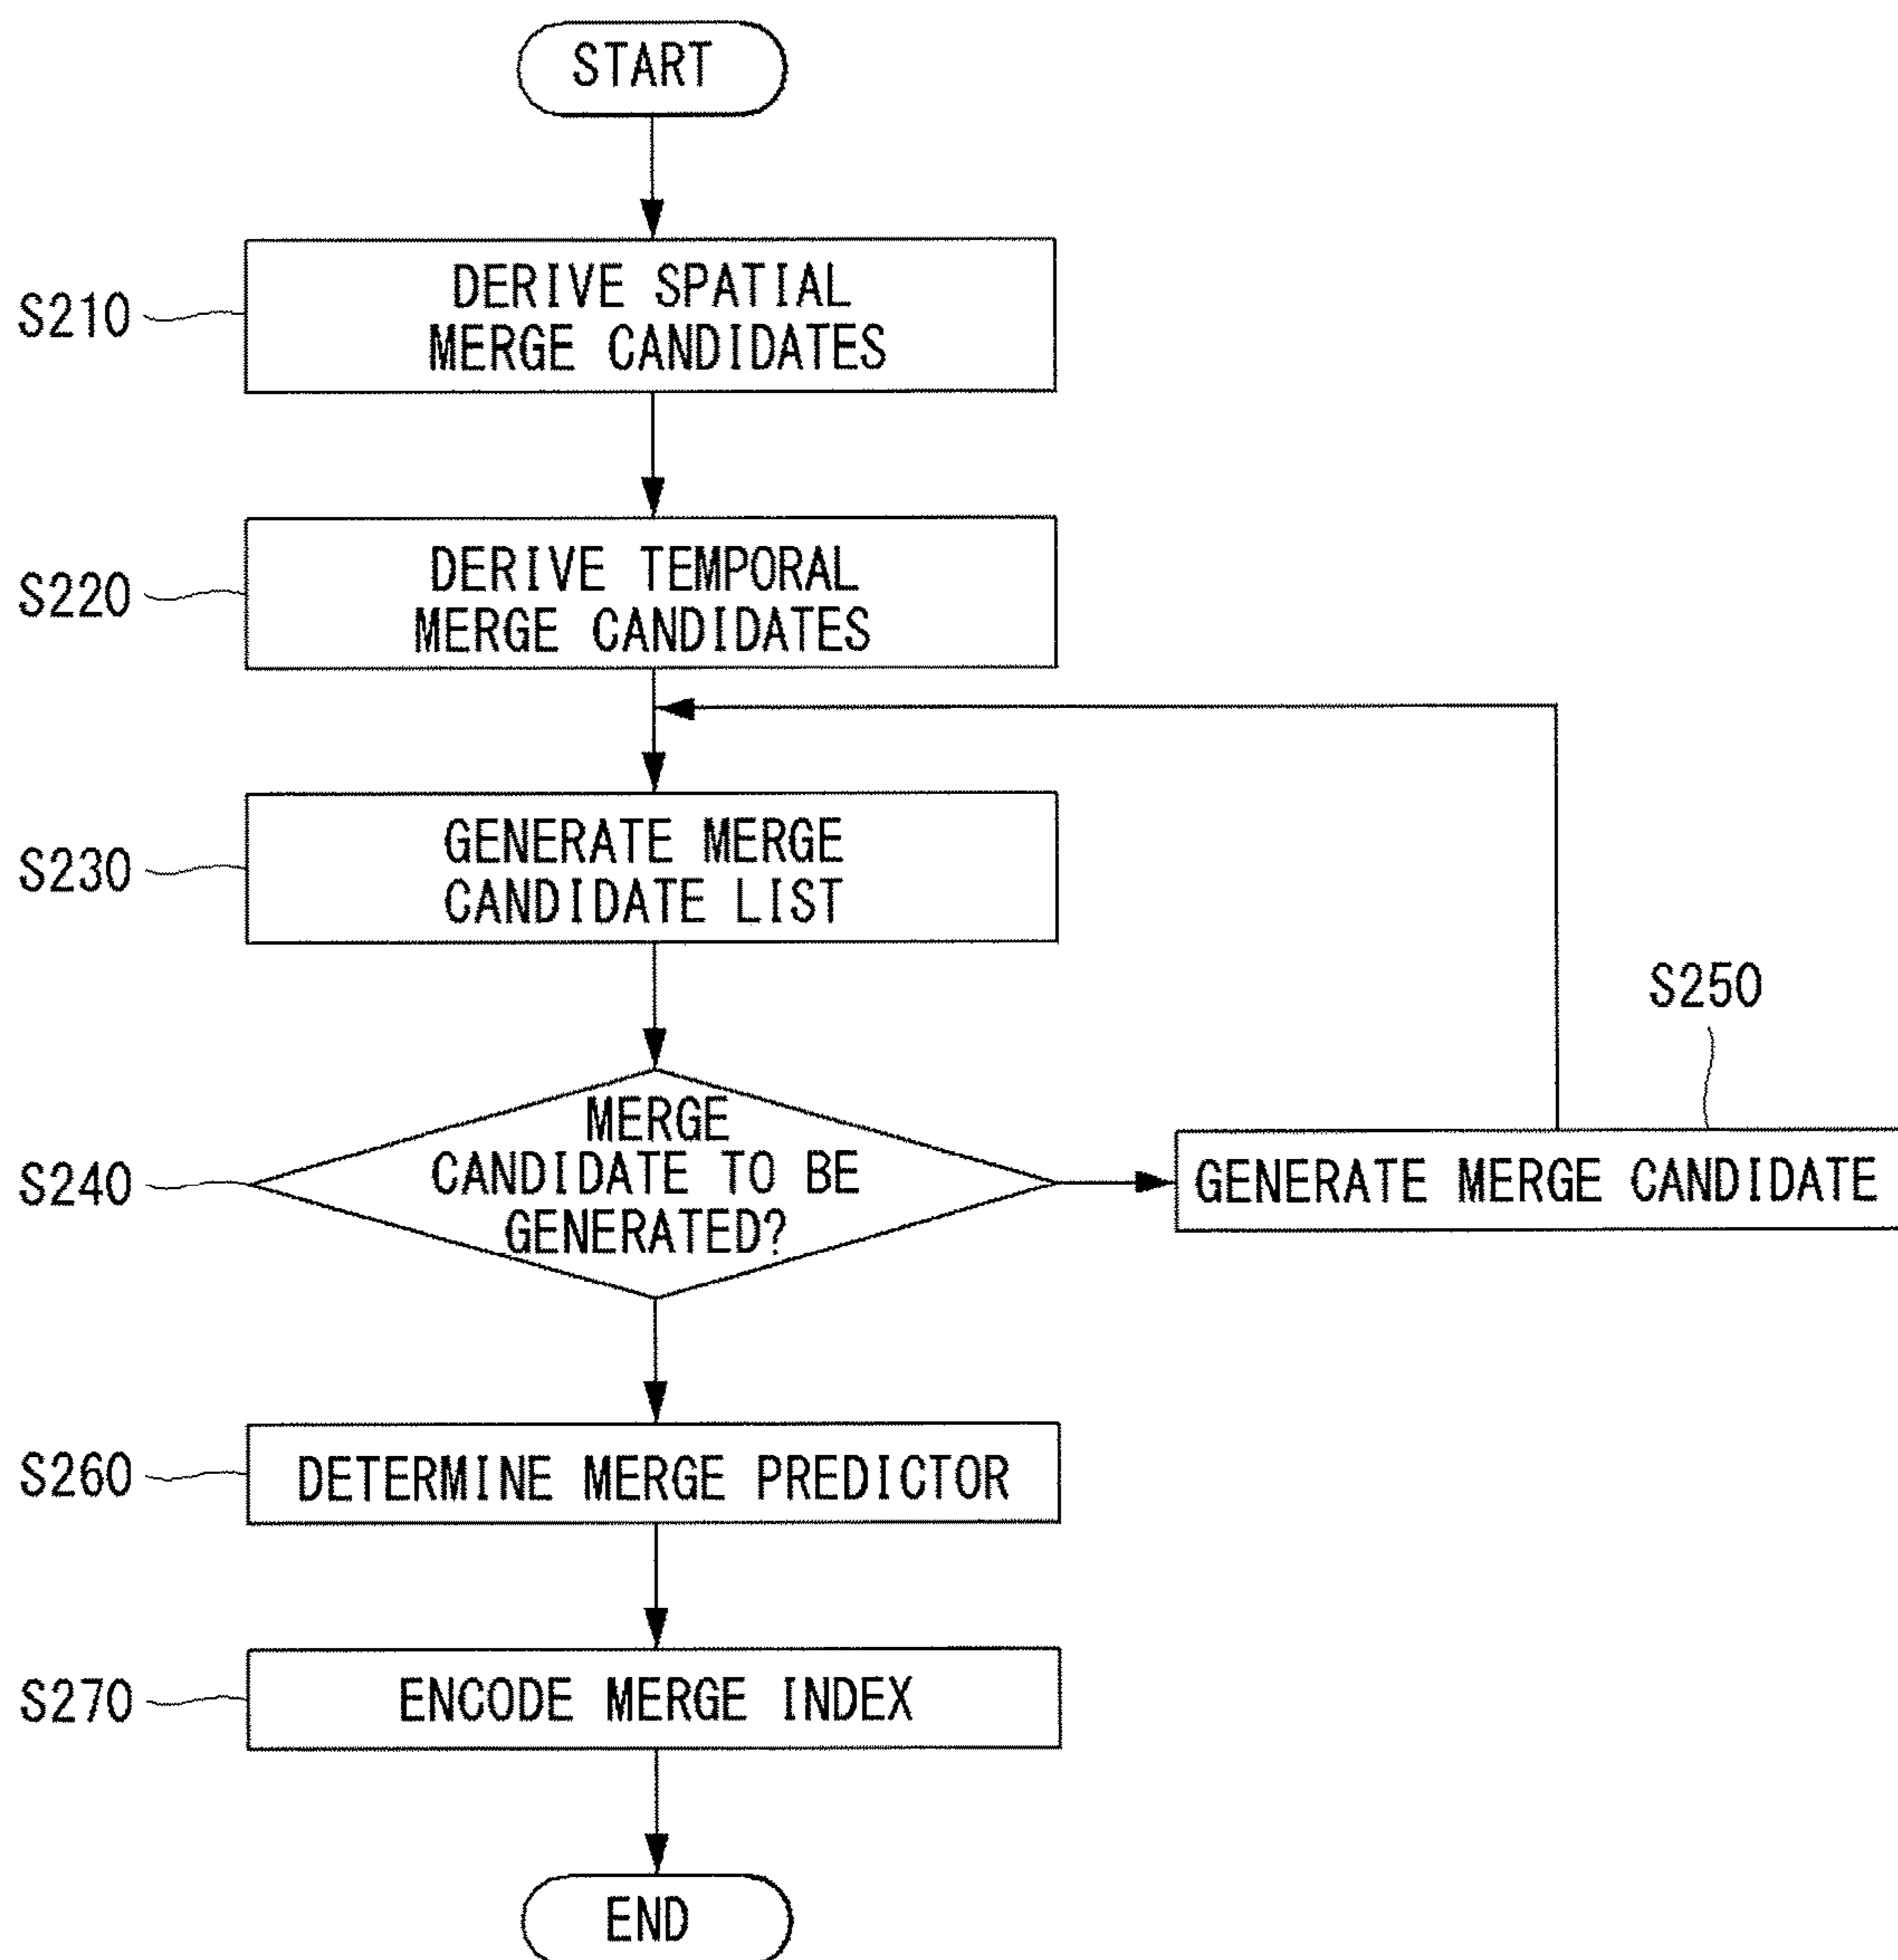 START
S210
DERIVE SPATIAL
MERGE CANDIDATES
S220
DERIVE TEMPORAL
MERGE CANDIDATES
S230
GENERATE MERGE
CANDIDATE LIST
S240
MERGE
CANDIDATE TO BE
GENERATED?
S250
GENERATE MERGE CANDIDATE
S260
DETERMINE MERGE PREDICTOR
S270
ENCODE MERGE INDEX
END